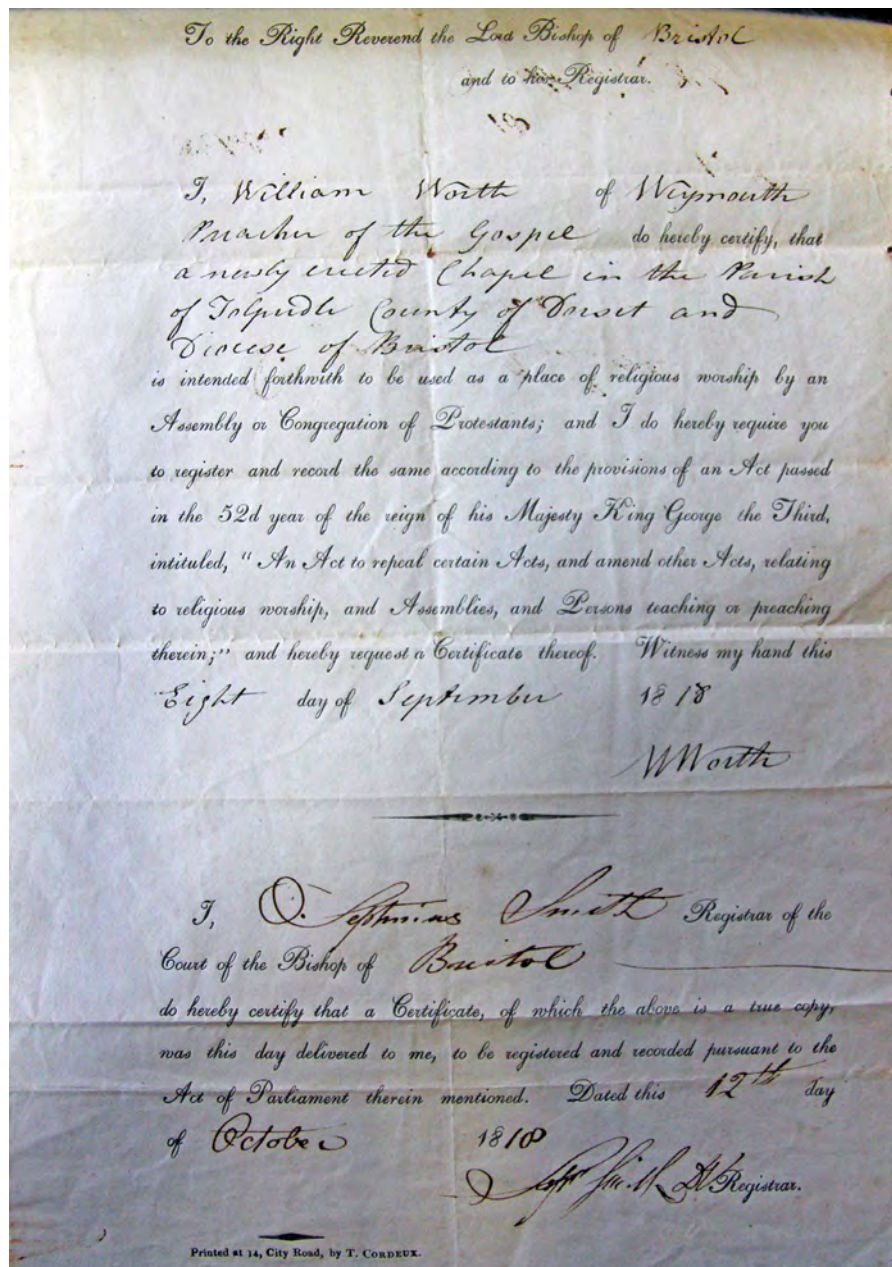 To the Right Reverend the Lord Bishop of Bristol
and to his Registrar.
I, William Worth of Weymouth
Preacher of the Gospel do hereby certify, that
a newly erected Chapel in the Parish
of Tolpudle County of Dorset and
Diocese of Bristol
is intended forthwith to be used as a place of religious worship by an
Assembly or Congregation of Protestants; and I do hereby require you
to register and record the same according to the provisions of an Act passed
in the 52d year of the reign of his Majesty King George the Third,
intituled, "An Act to repeal certain Acts, and amend other Acts, relating
to religious worship, and Assemblies, and Persons teaching or preaching
therein;" and hereby request a Certificate thereof. Witness my hand this
Eight day of September 1818
W Worth
I, Septimus Smith Registrar of the
Court of the Bishop of Bristol
do hereby certify that a Certificate, of which the above is a true copy,
was this day delivered to me, to be registered and recorded pursuant to the
Act of Parliament therein mentioned. Dated this 12th day
of October 1818
Smith Registrar.
Printed at 14, City Road, by T. CORDEUX.